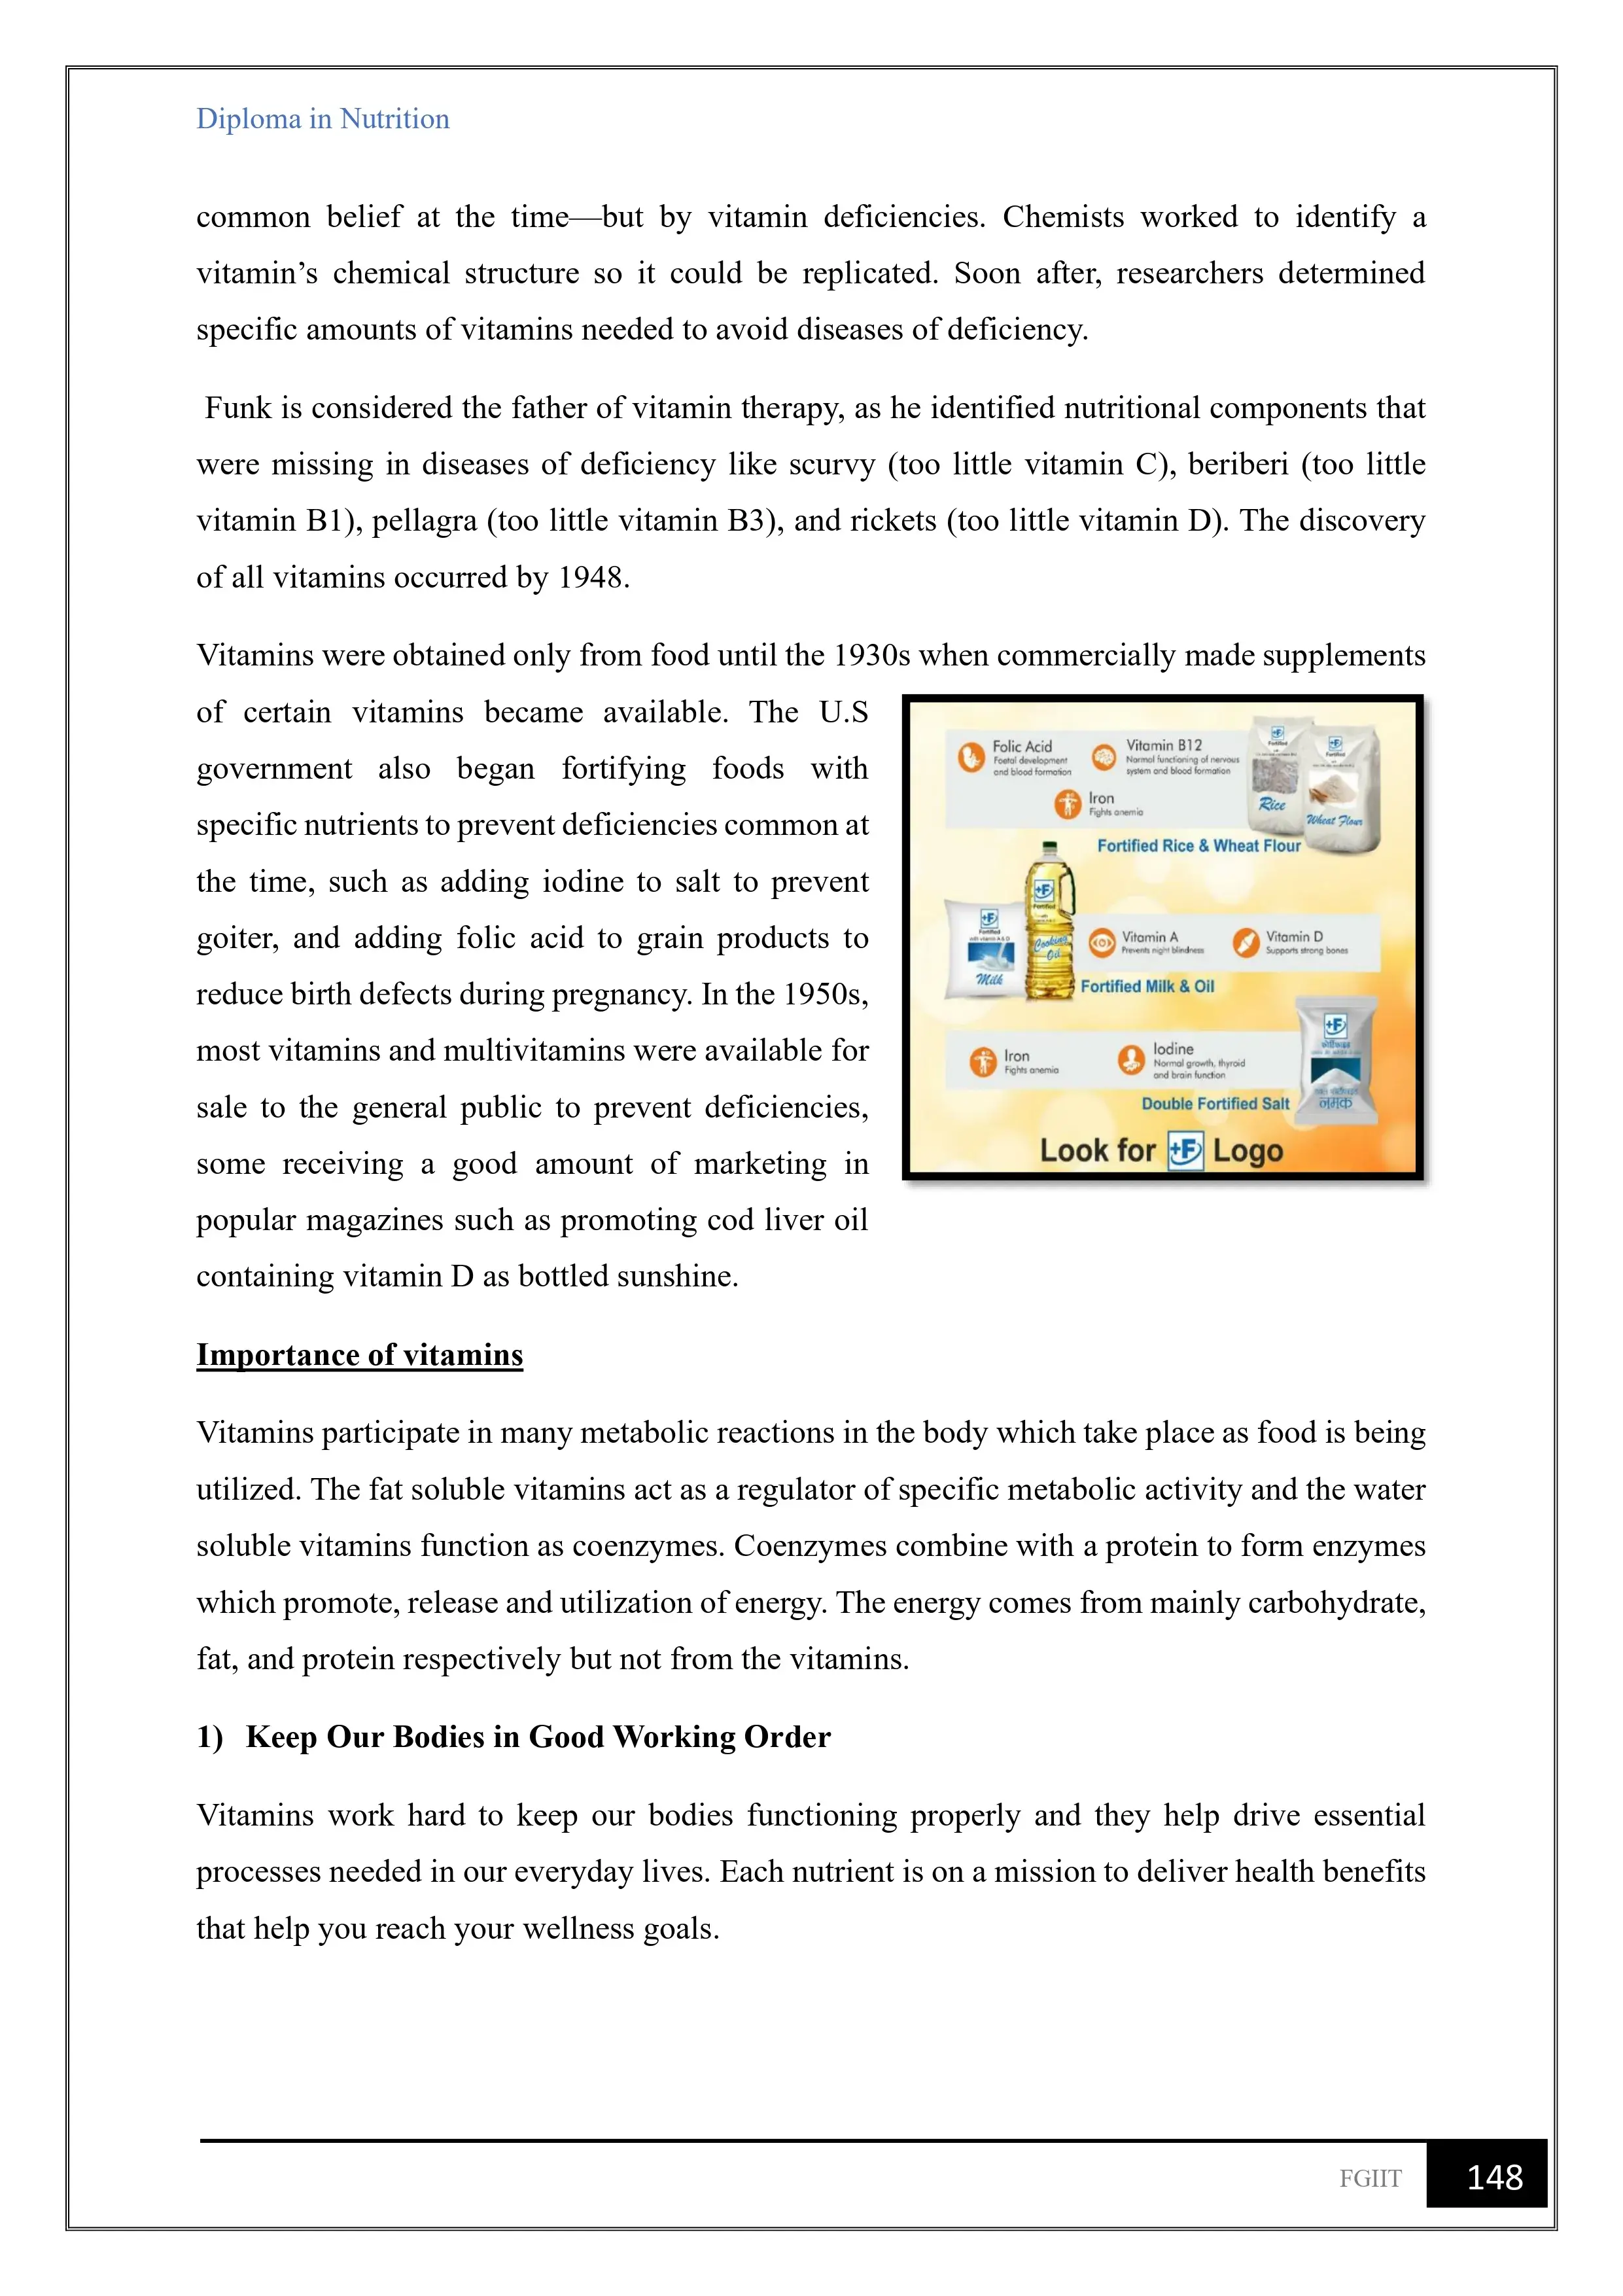 Diploma in Nutrition
common belief at the time—but by vitamin deficiencies. Chemists worked to identify a
vitamin’s chemical structure so it could be replicated. Soon after, researchers determined
specific amounts of vitamins needed to avoid diseases of deficiency.
Funk is considered the father of vitamin therapy, as he identified nutritional components that
were missing in diseases of deficiency like scurvy (too little vitamin C), beriberi (too little
vitamin B1), pellagra (too little vitamin B3), and rickets (too little vitamin D). The discovery
of all vitamins occurred by 1948.
Vitamins were obtained only from food until the 1930s when commercially made supplements
of certain vitamins became available. The U.S
government also began fortifying foods with
specific nutrients to prevent deficiencies common at
the time, such as adding iodine to salt to prevent
goiter, and adding folic acid to grain products to
reduce birth defects during pregnancy. In the 1950s,
most vitamins and multivitamins were available for
sale to the general public to prevent deficiencies,
some receiving a good amount of marketing in
popular magazines such as promoting cod liver oil
containing vitamin D as bottled sunshine.
Folic Acid
Foetal development
and blood formation
Vitamin B12
Normal functioning of nervous
system and blood formation
Iron
Fights anemia
+F
Fortified
Rice
+F
Fortified
Wheat Flour
Fortified Rice & Wheat Flour
+F
Fortified
with vitamin A & D
Milk
+F
Fortified
Cooking
Oil
Vitamin A
Prevents night blindness
Vitamin D
Supports strong bones
Fortified Milk & Oil
Iron
Fights anemia
Iodine
Normal growth, thyroid
and brain function
+F
नमक
Double Fortified Salt
Look for +F Logo
Importance of vitamins
Vitamins participate in many metabolic reactions in the body which take place as food is being
utilized. The fat soluble vitamins act as a regulator of specific metabolic activity and the water
soluble vitamins function as coenzymes. Coenzymes combine with a protein to form enzymes
which promote, release and utilization of energy. The energy comes from mainly carbohydrate,
fat, and protein respectively but not from the vitamins.
1) Keep Our Bodies in Good Working Order
Vitamins work hard to keep our bodies functioning properly and they help drive essential
processes needed in our everyday lives. Each nutrient is on a mission to deliver health benefits
that help you reach your wellness goals.
FGIIT 148